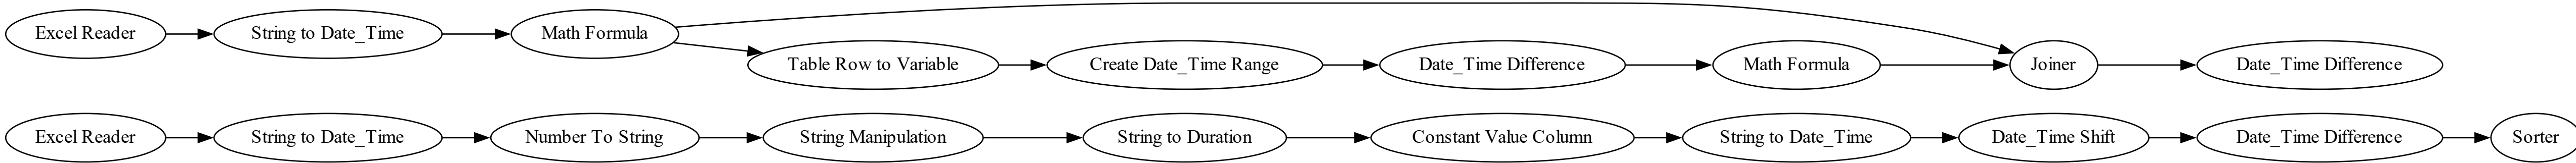 Excel Reader
String to Date_Time
Math Formula
Table Row to Variable
Create Date_Time Range
Date_Time Difference
Math Formula
Joiner
Date_Time Difference
Excel Reader
String to Date_Time
Number To String
String Manipulation
String to Duration
Constant Value Column
String to Date_Time
Date_Time Shift
Date_Time Difference
Sorter